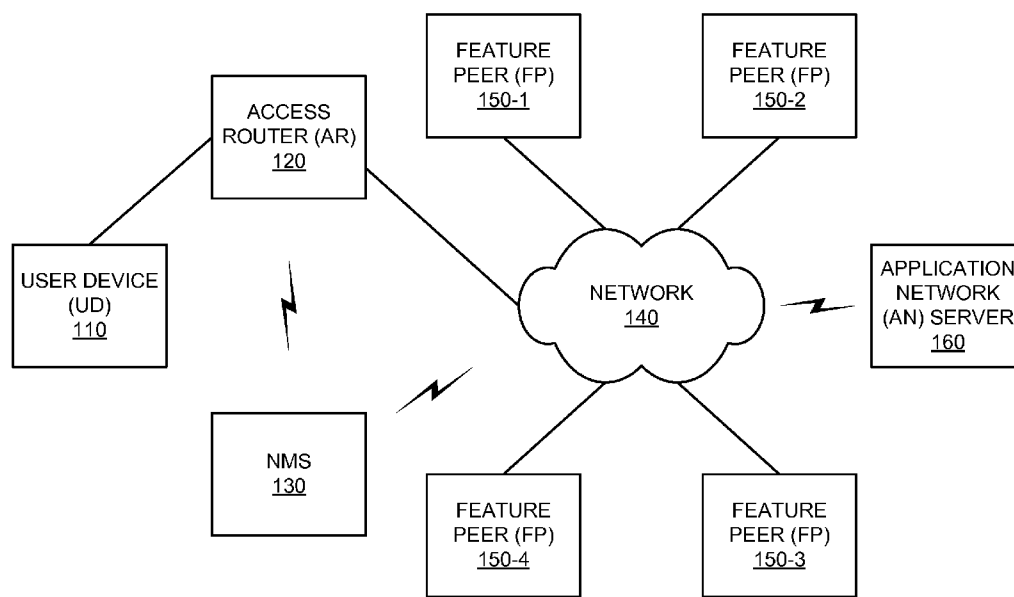 FEATURE
PEER (FP)
150-1
FEATURE
PEER (FP)
150-2
ACCESS
ROUTER (AR)
120
USER DEVICE
(UD)
110
NETWORK
140
APPLICATION
NETWORK
(AN) SERVER
160
NMS
130
FEATURE
PEER (FP)
150-4
FEATURE
PEER (FP)
150-3